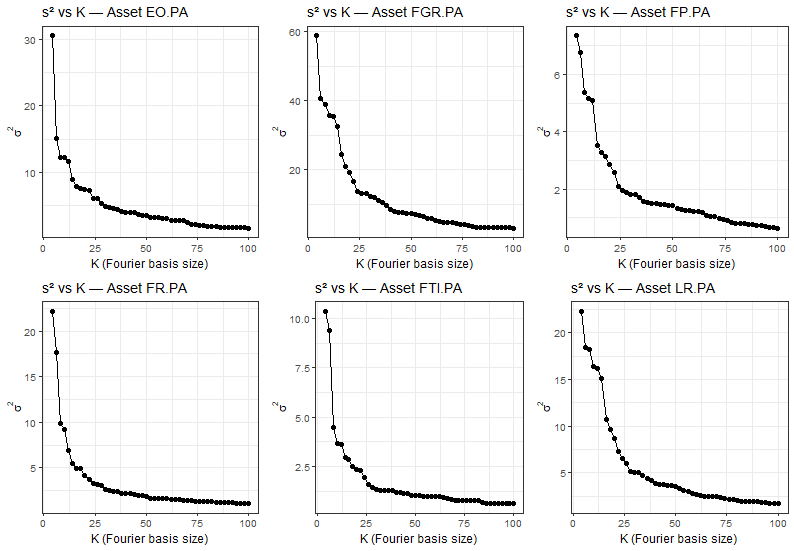 s² vs K — Asset EO.PA
s² vs K — Asset FGR.PA
s² vs K — Asset FP.PA
30
20
10
σ²
0
25
50
75
100
K (Fourier basis size)
60
40
20
σ²
0
25
50
75
100
K (Fourier basis size)
6
4
2
σ²
0
25
50
75
100
K (Fourier basis size)
s² vs K — Asset FR.PA
s² vs K — Asset FTI.PA
s² vs K — Asset LR.PA
20
15
10
5
σ²
0
25
50
75
100
K (Fourier basis size)
10.0
7.5
5.0
2.5
σ²
0
25
50
75
100
K (Fourier basis size)
20
15
10
5
σ²
0
25
50
75
100
K (Fourier basis size)